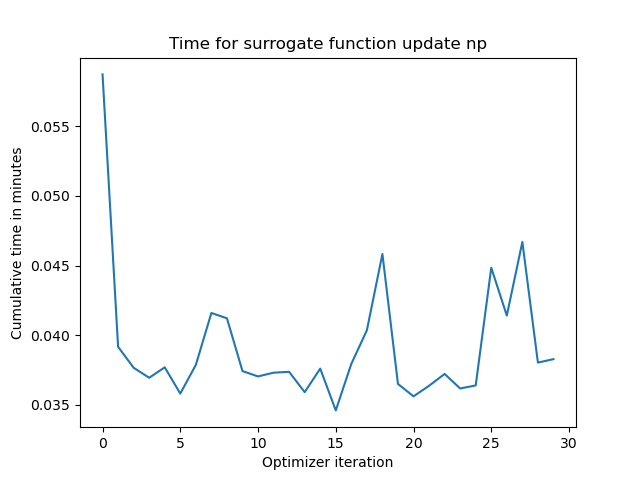 Time for surrogate function update np
Cumulative time in minutes
0.055
0.050
0.045
0.040
0.035
0 5 10 15 20 25 30
Optimizer iteration